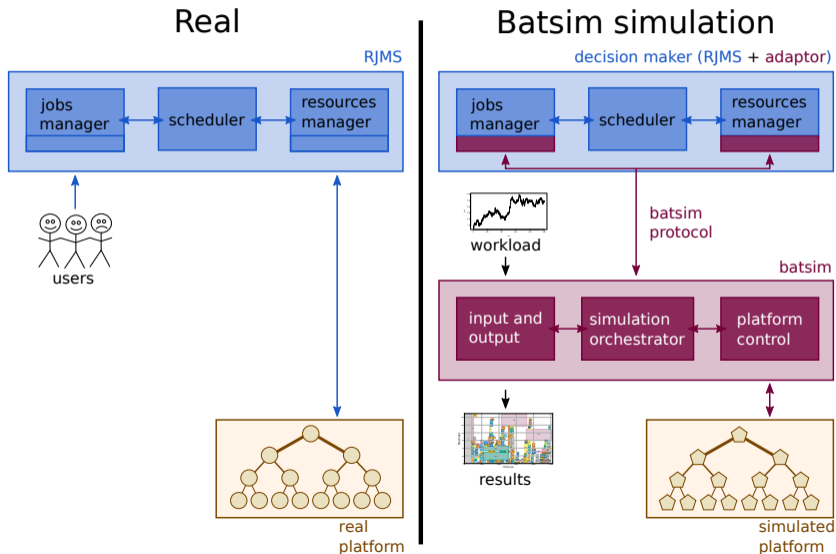 Real
RJMS
jobs
manager
scheduler
resources
manager
users
real
platform
Batsim simulation
decision maker (RJMS + adaptor)
jobs
manager
scheduler
resources
manager
workload
batsim
protocol
batsim
input and
output
simulation
orchestrator
platform
control
results
simulated
platform